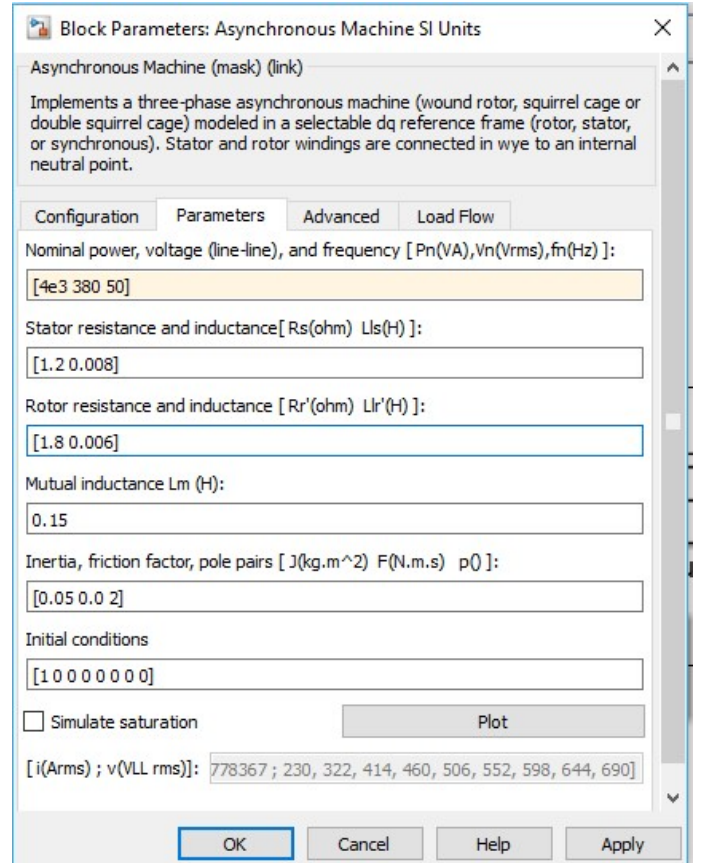 Block Parameters: Asynchronous Machine SI Units
Asynchronous Machine (mask) (link)
Implements a three-phase asynchronous machine (wound rotor, squirrel cage or
double squirrel cage) modeled in a selectable dq reference frame (rotor, stator,
or synchronous). Stator and rotor windings are connected in wye to an internal
neutral point.
Configuration Parameters Advanced Load Flow
Nominal power, voltage (line-line), and frequency [ Pn(VA),Vn(Vrms),fn(Hz) ]:
[4e3 380 50]
Stator resistance and inductance[ Rs(ohm) Lls(H) ]:
[1.2 0.008]
Rotor resistance and inductance [ Rr'(ohm) Llr'(H) ]:
[1.8 0.006]
Mutual inductance Lm (H):
0.15
Inertia, friction factor, pole pairs [ J(kg.m^2) F(N.m.s) p() ]:
[0.05 0.0 2]
Initial conditions
[1 0 0 0 0 0 0 0]
Simulate saturation Plot
[ i(Arms) ; v(VLL rms)]: 778367 ; 230, 322, 414, 460, 506, 552, 598, 644, 690]
OK Cancel Help Apply